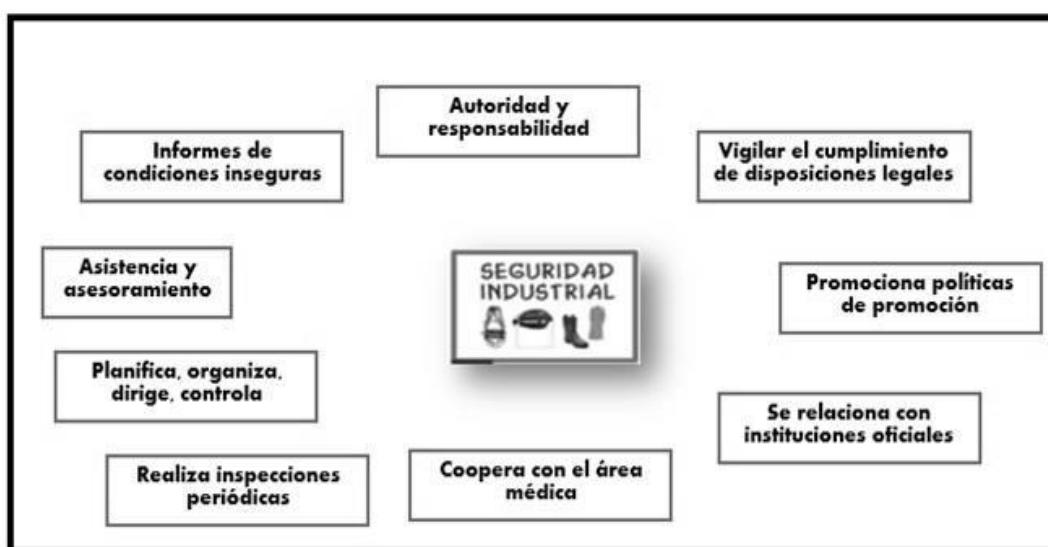 Autoridad y
responsabilidad
Informes de
condiciones inseguras
Vigilar el cumplimiento
de disposiciones legales
Asistencia y
asesoramiento
SEGURIDAD
INDUSTRIAL
Promociona políticas
de promoción
Planifica, organiza,
dirige, controla
Se relaciona con
instituciones oficiales
Realiza inspecciones
periódicas
Coopera con el área
médica